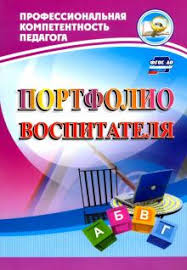 ПРОФЕССИОНАЛЬНАЯ
КОМПЕТЕНТНОСТЬ
ПЕДАГОГА
ФГОС ДО
ПОРТФОЛИО
ВОСПИТАТЕЛЯ
А Б В Г